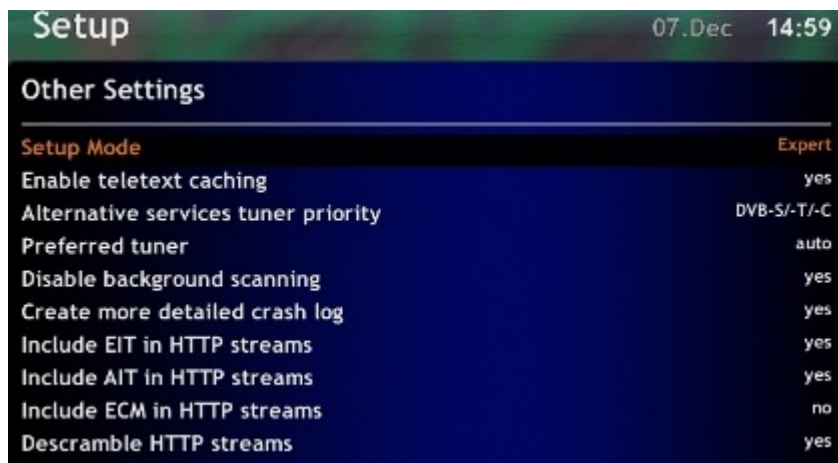 Setup 07.Dec 14:59
Other Settings
Setup Mode Expert
Enable teletext caching yes
Alternative services tuner priority DVB-S/-T/-C
Preferred tuner auto
Disable background scanning yes
Create more detailed crash log yes
Include EIT in HTTP streams yes
Include AIT in HTTP streams yes
Include ECM in HTTP streams no
Descramble HTTP streams yes